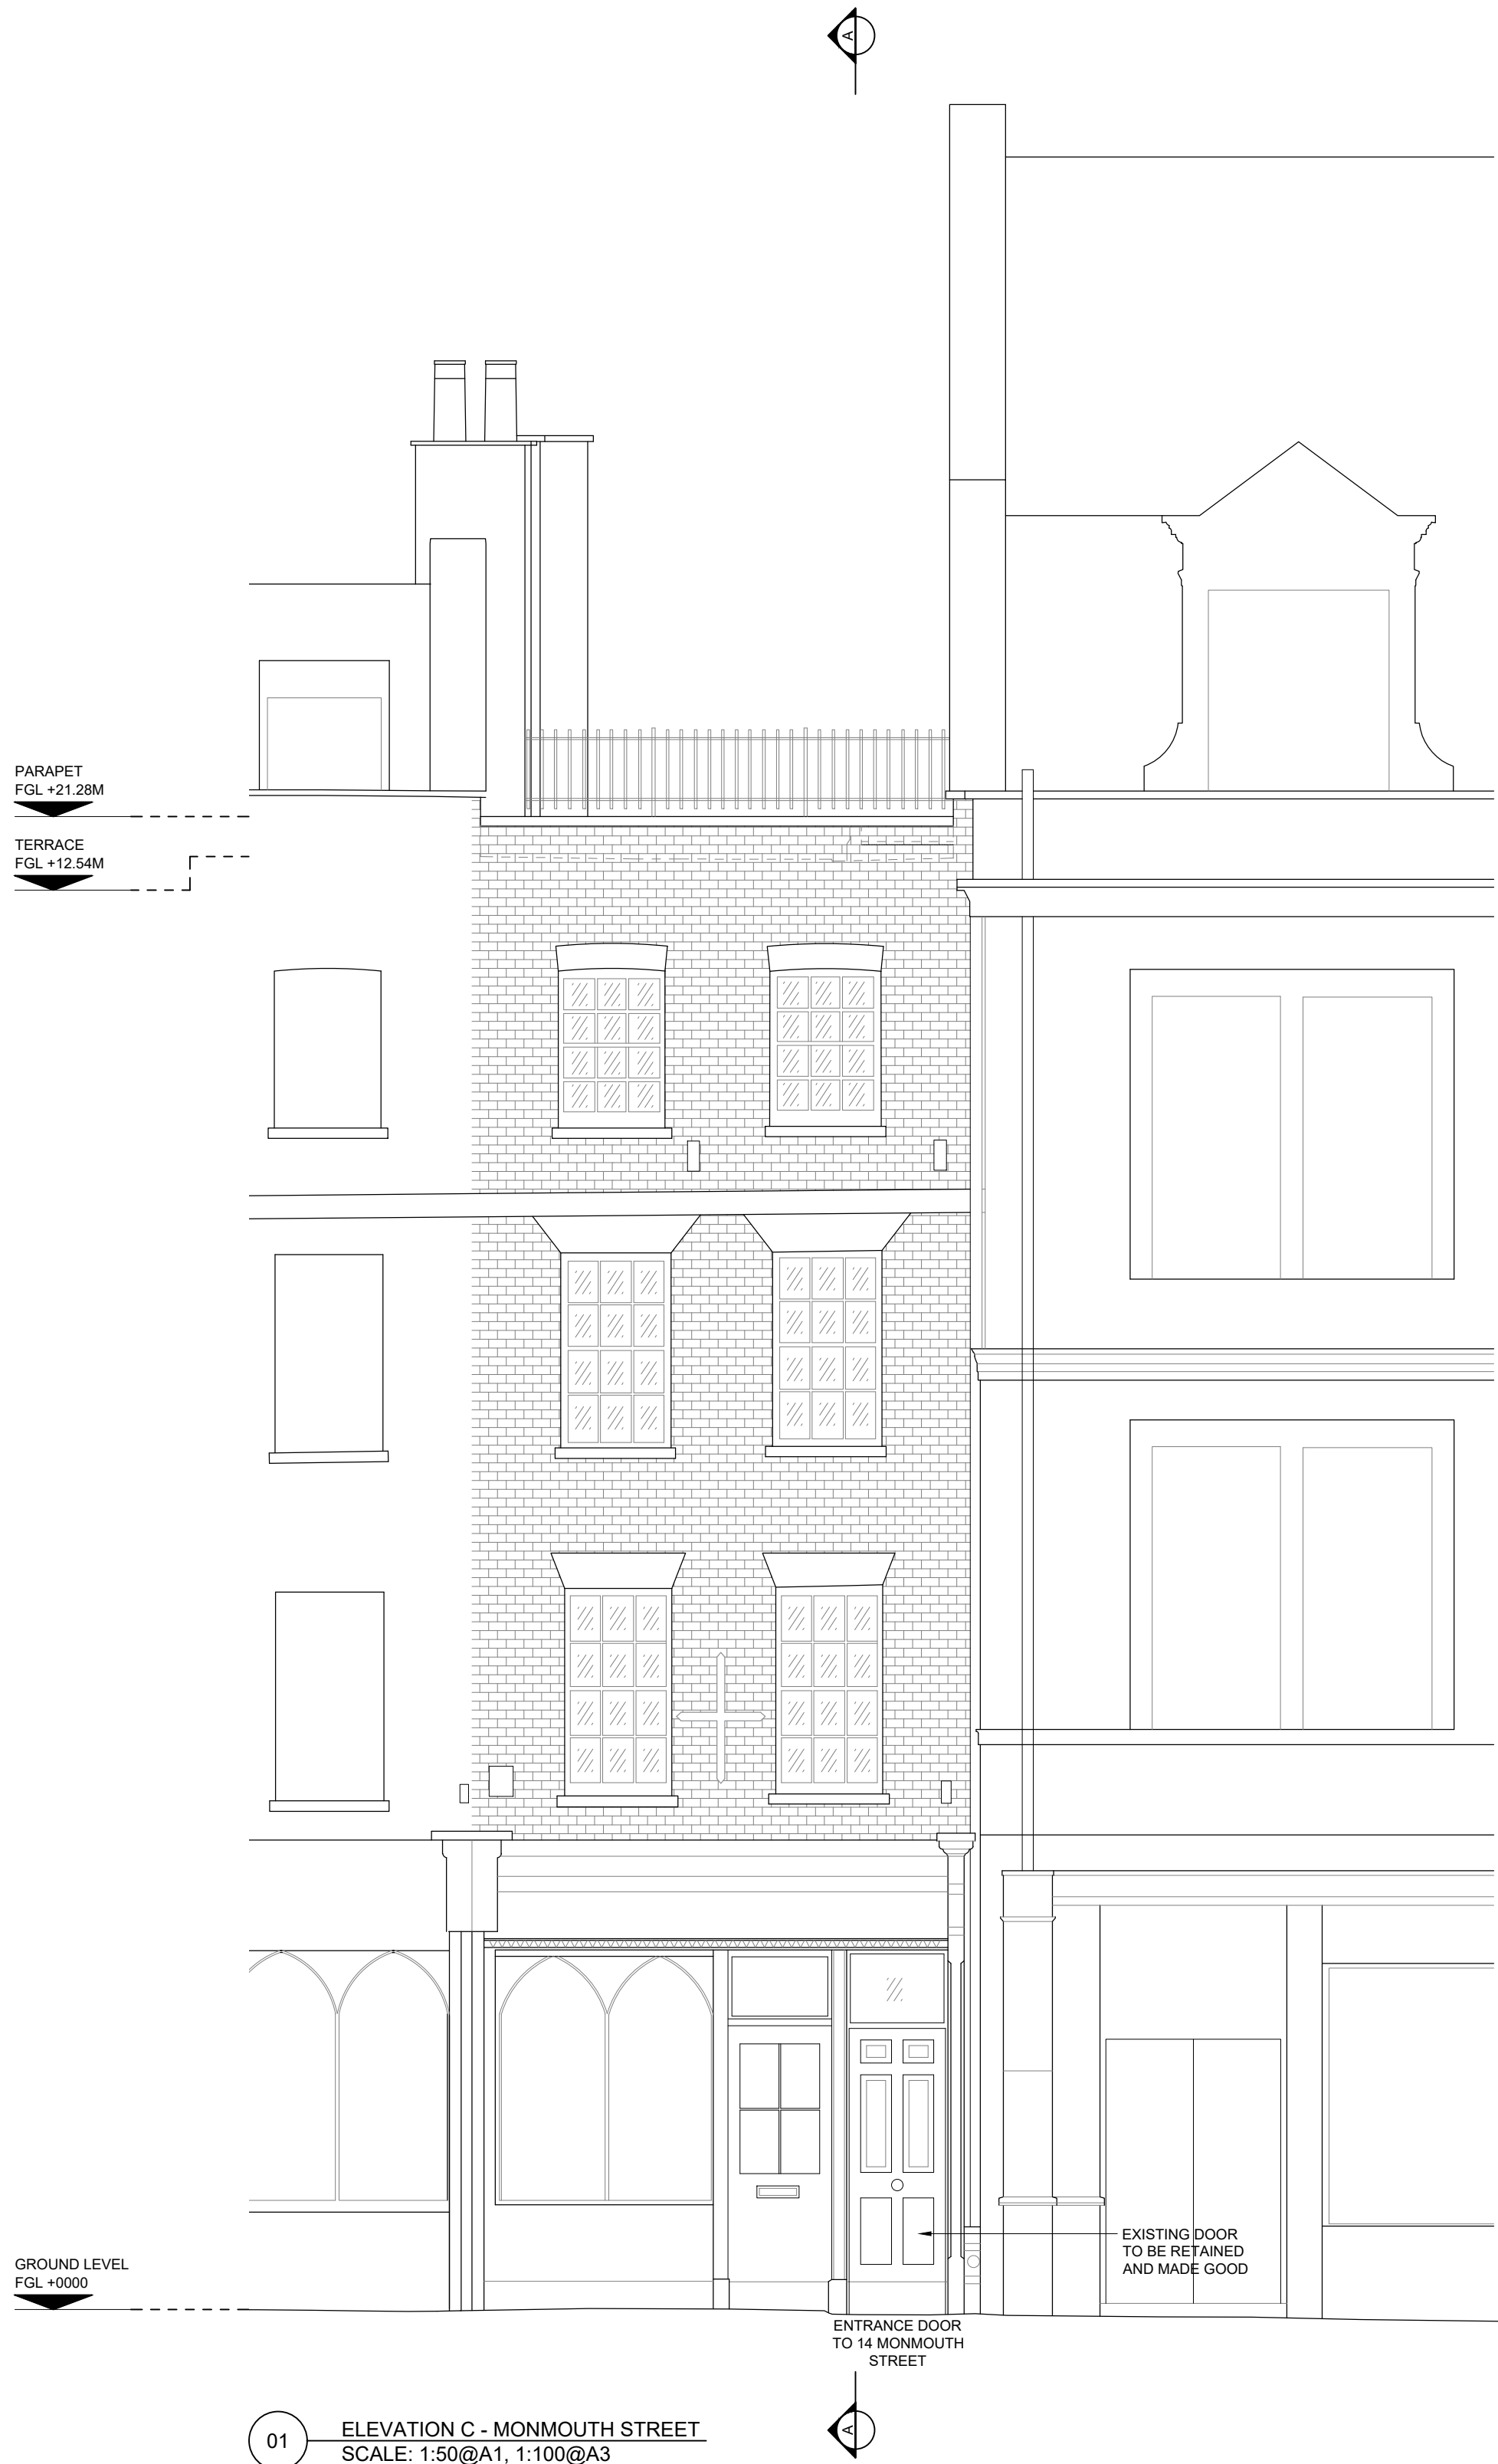 A
PARAPET
FGL +21.28M
TERRACE
FGL +12.54M
GROUND LEVEL
FGL +0000
EXISTING DOOR
TO BE RETAINED
AND MADE GOOD
ENTRANCE DOOR
TO 14 MONMOUTH
STREET
A
01
ELEVATION C - MONMOUTH STREET
SCALE: 1:50@A1, 1:100@A3